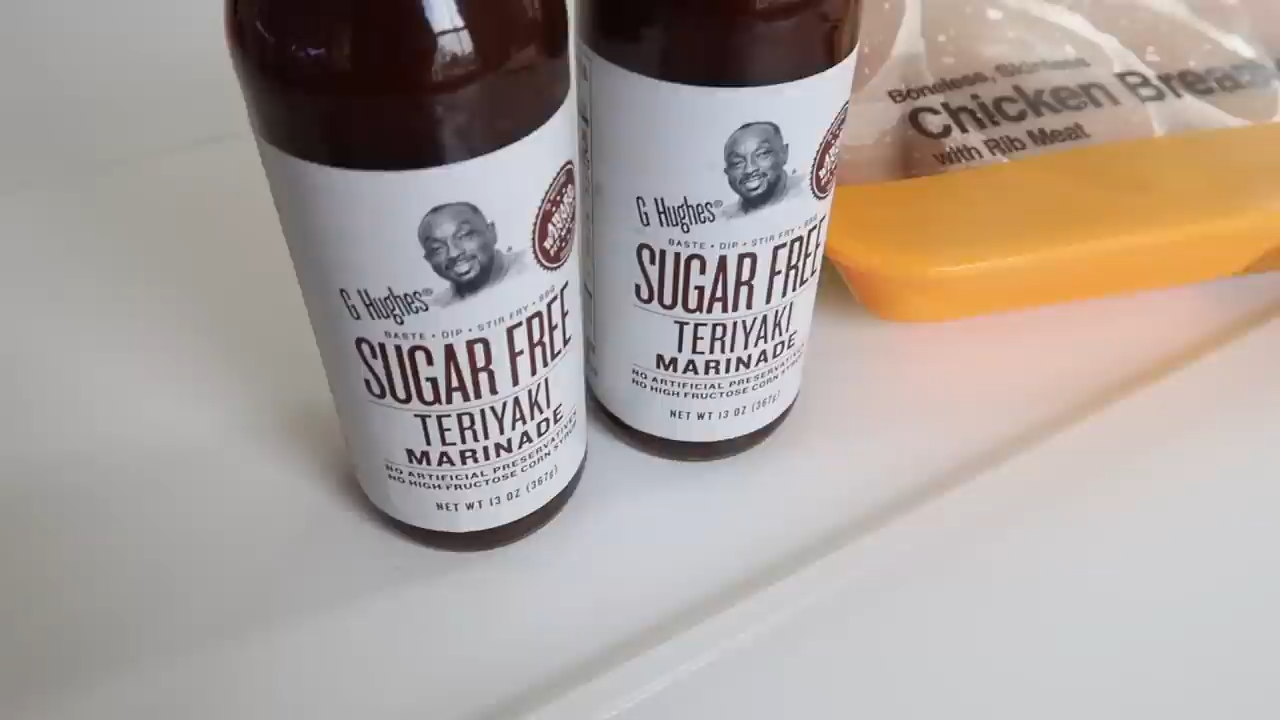 G Hughes®
BASTE • DIP • STIR FRY • BBQ
SUGAR FREE
TERIYAKI
MARINADE
NO ARTIFICIAL PRESERVATIVES
NO HIGH FRUCTOSE CORN SYRUP
NET WT 13 OZ (367g)
G Hughes®
BASTE • DIP • STIR FRY • BBQ
SUGAR FREE
TERIYAKI
MARINADE
NO ARTIFICIAL PRESERVATIVES
NO HIGH FRUCTOSE CORN SYRUP
NET WT 13 OZ (367g)
Boneless, Skinless
Chicken Breast
with Rib Meat